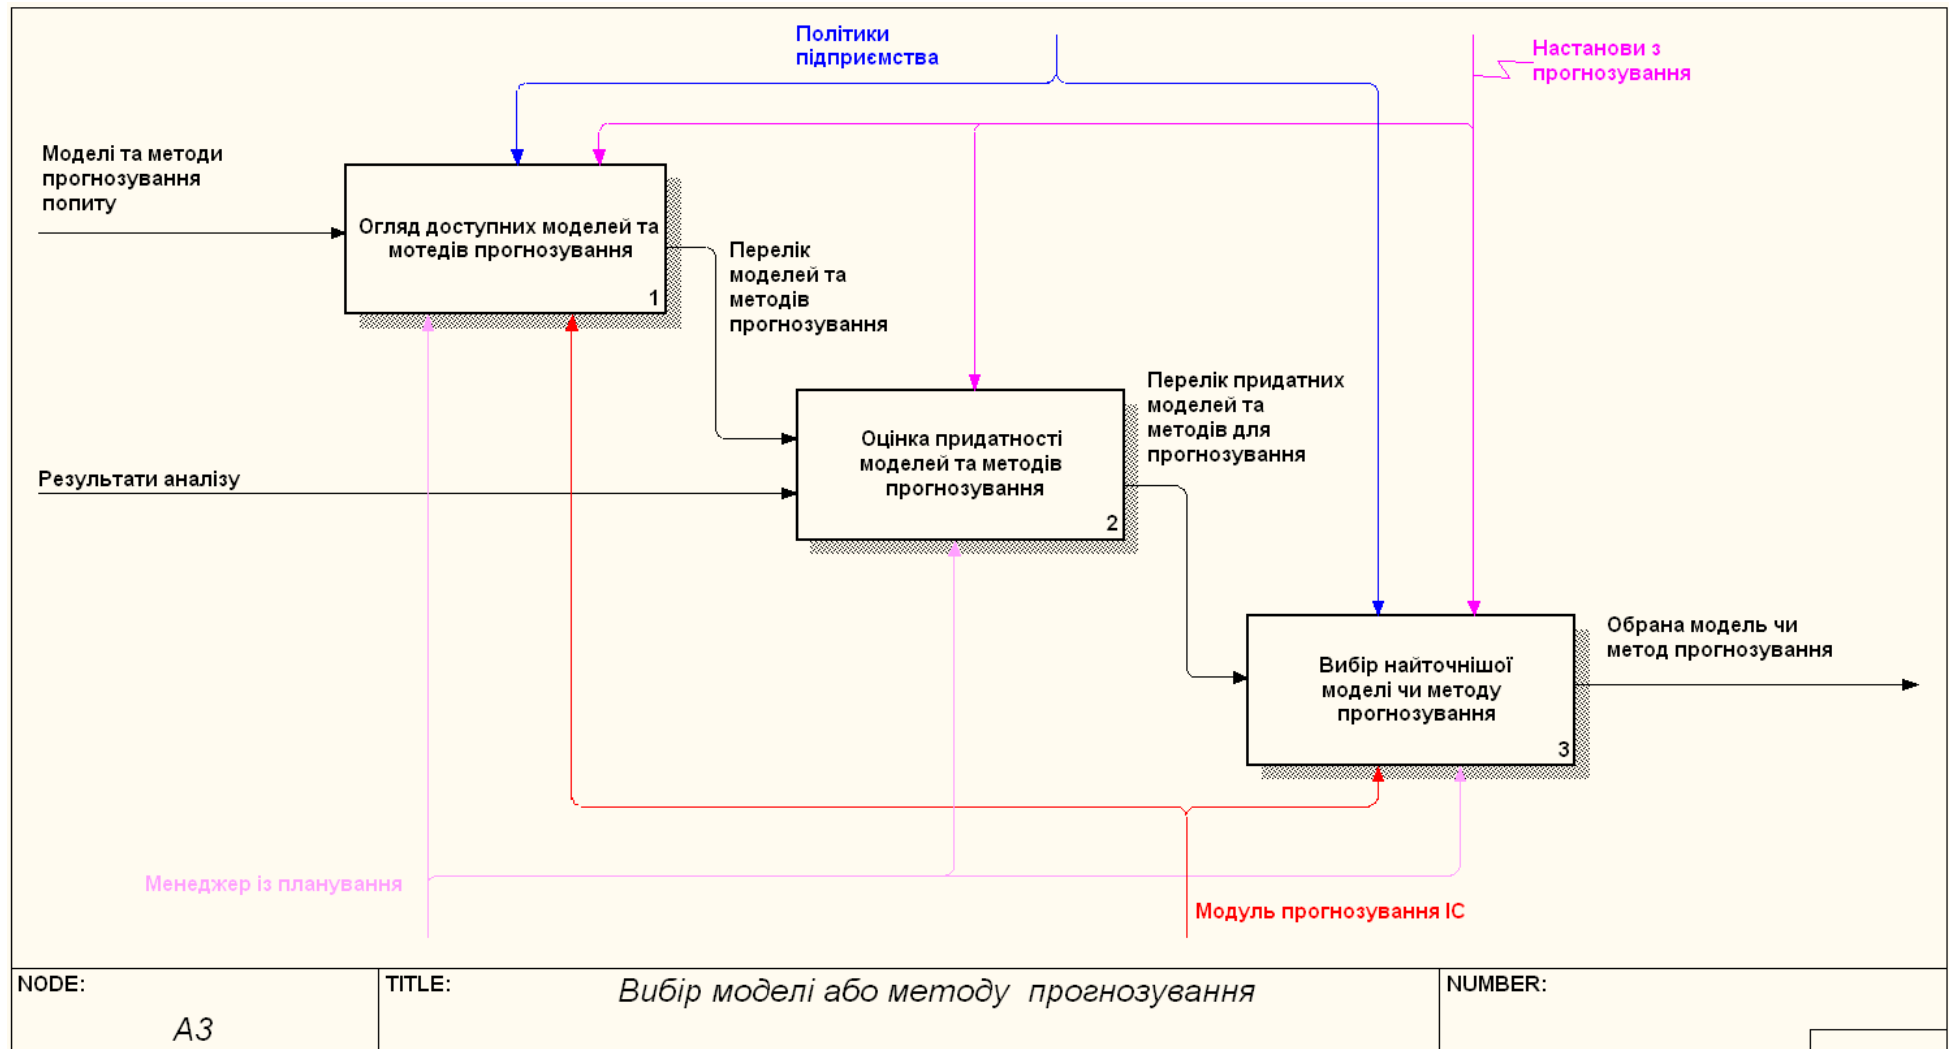 Політики
підприємства
Настанови з
прогнозування
Моделі та методи
прогнозування
попиту
Огляд доступних моделей та
мотедів прогнозування
1
Перелік
моделей та
методів
прогнозування
Перелік придатних
моделей та
методів для
прогнозування
Оцінка придатності
моделей та методів
прогнозування
2
Результати аналізу
Обрана модель чи
метод прогнозування
Вибір найточнішої
моделі чи методу
прогнозування
3
Менеджер із планування
Модуль прогнозування ІС
NODE:
А3
TITLE:
Вибір моделі або методу прогнозування
NUMBER: